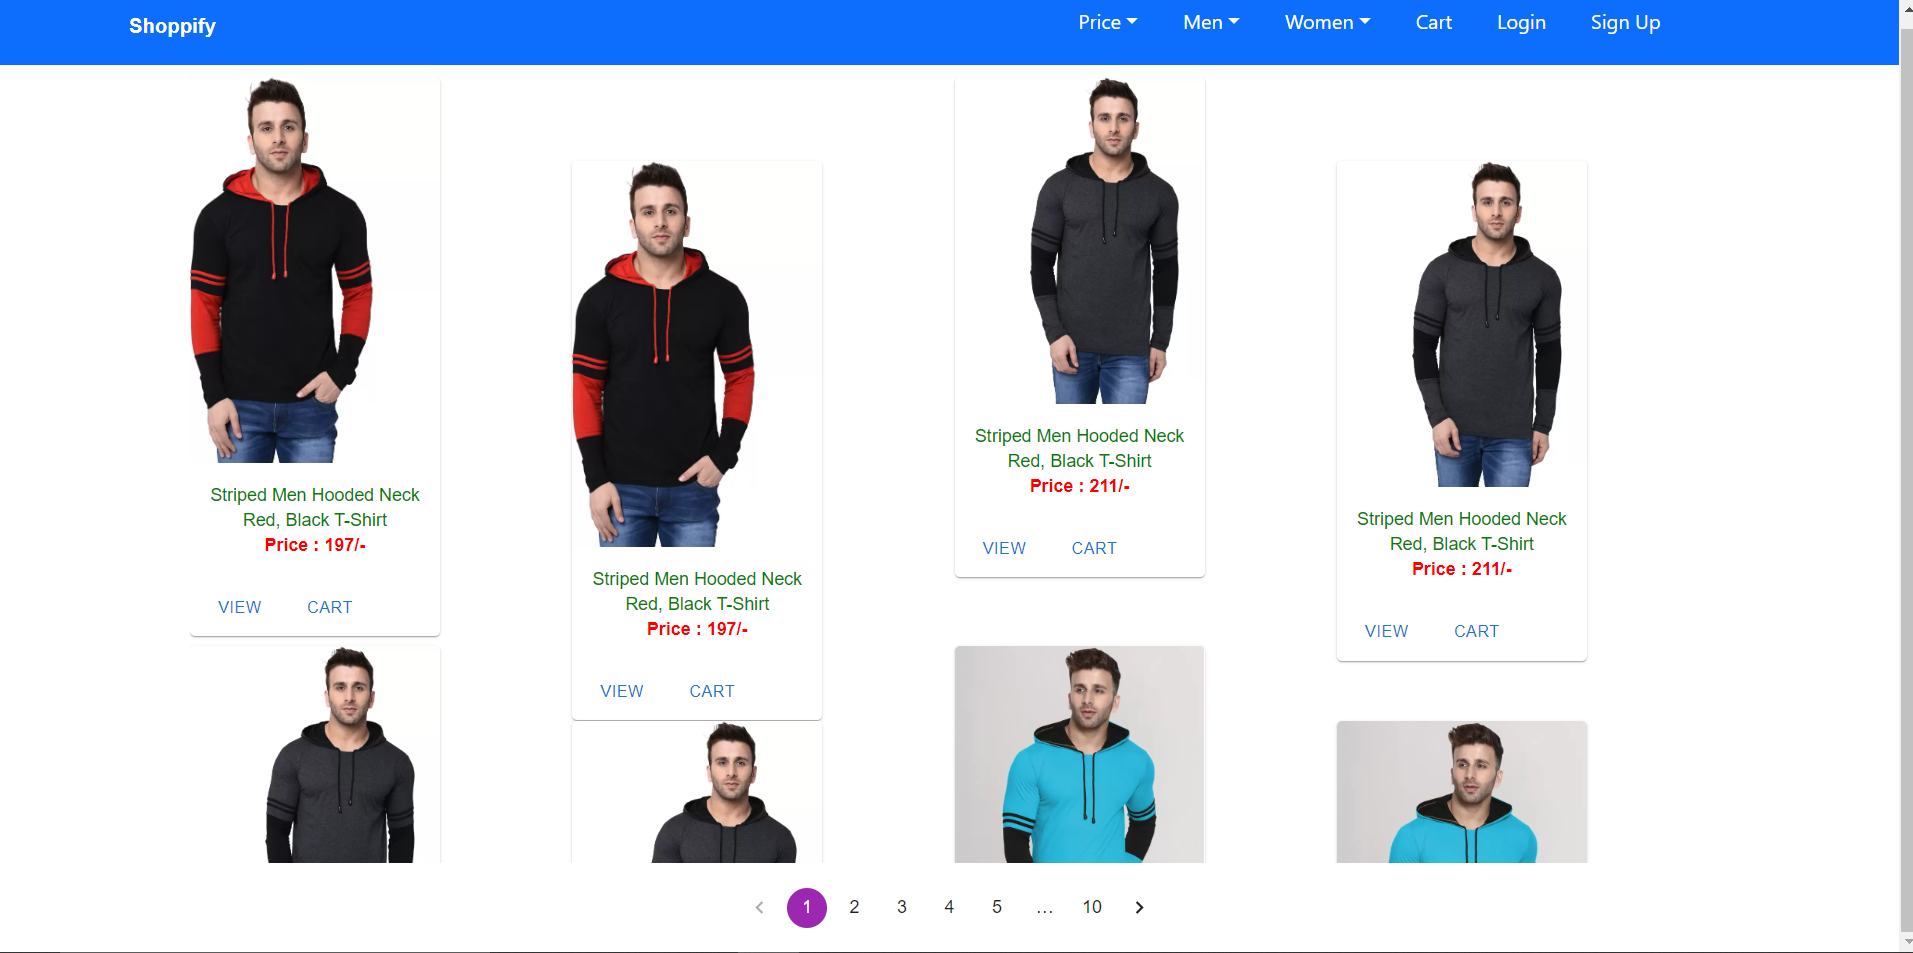 Shoppify
Price
Men
Women
Cart
Login
Sign Up
Striped Men Hooded Neck
Red, Black T-Shirt
Price : 197/-
VIEW
CART
Striped Men Hooded Neck
Red, Black T-Shirt
Price : 197/-
VIEW
CART
Striped Men Hooded Neck
Red, Black T-Shirt
Price : 211/-
VIEW
CART
Striped Men Hooded Neck
Red, Black T-Shirt
Price : 211/-
VIEW
CART
1 2 3 4 5 ... 10